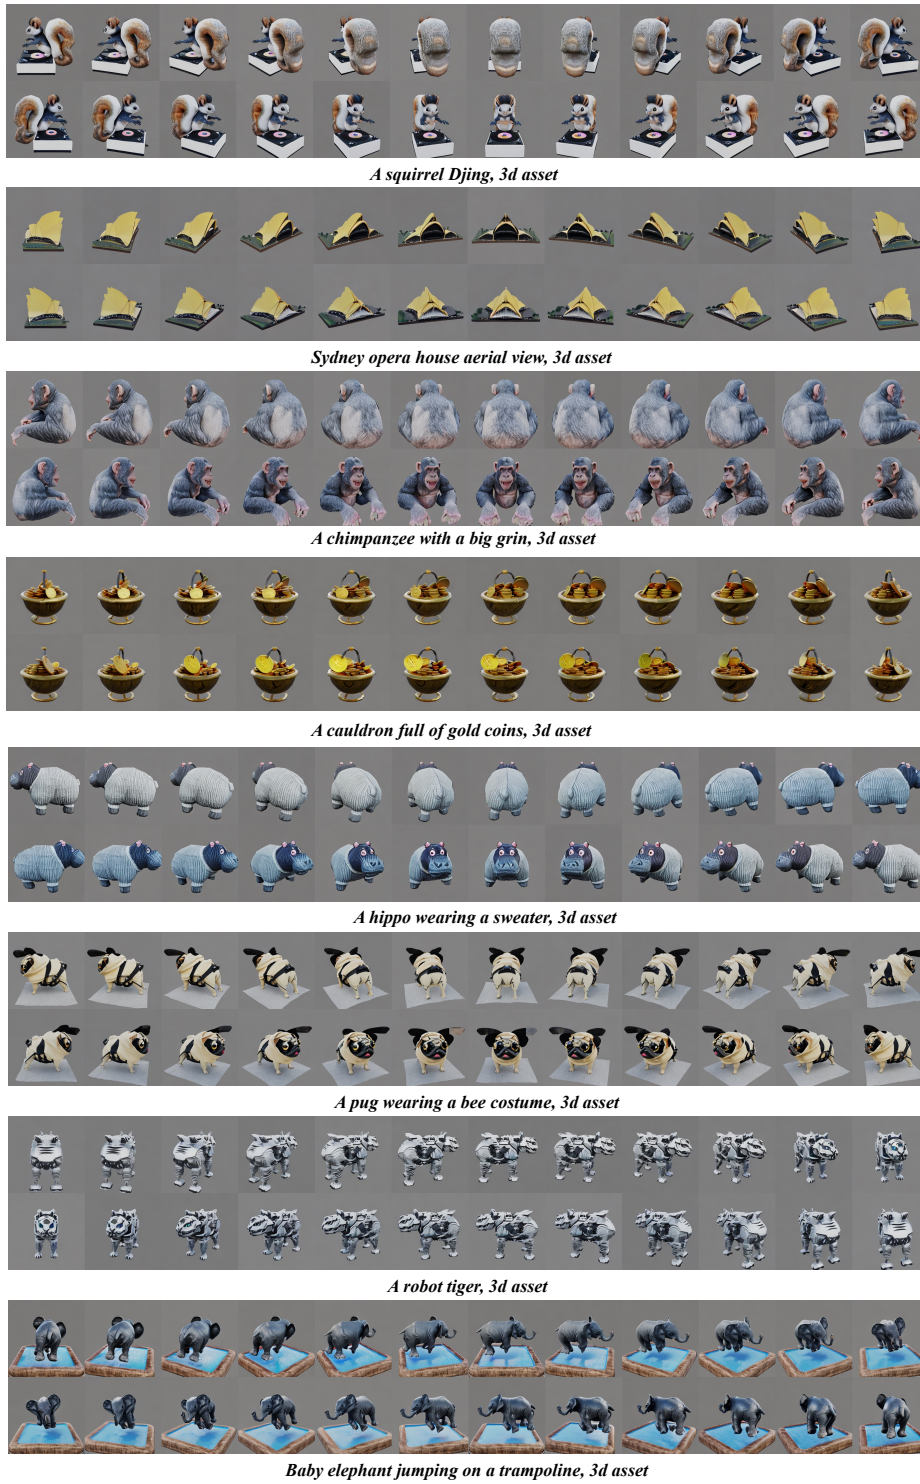 A squirrel Djing, 3d asset
Sydney opera house aerial view, 3d asset
A chimpanzee with a big grin, 3d asset
A cauldron full of gold coins, 3d asset
A hippo wearing a sweater, 3d asset
A pug wearing a bee costume, 3d asset
A robot tiger, 3d asset
Baby elephant jumping on a trampoline, 3d asset